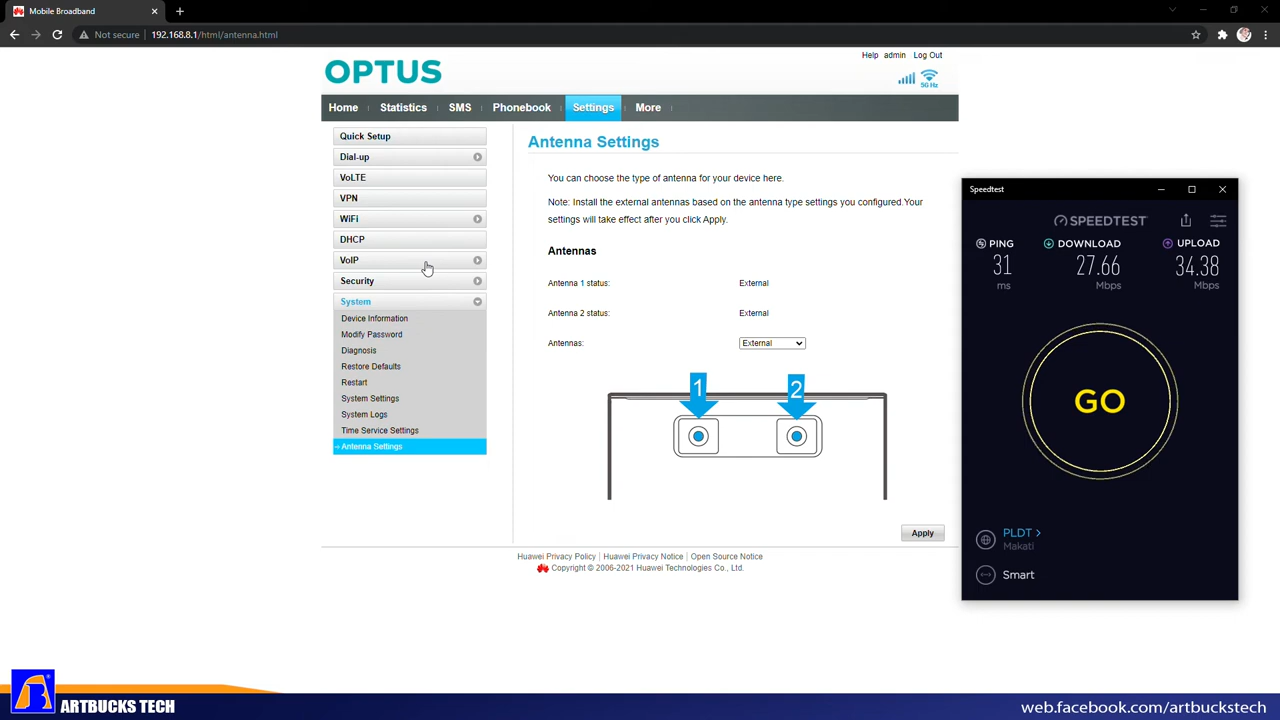 Mobile Broadband
Not secure
192.168.8.1/html/antenna.html
Help admin Log Out
OPTUS
5G Hz
Home Statistics SMS Phonebook Settings More
Quick Setup
Dial-up
VoLTE
VPN
WiFi
DHCP
VoIP
Security
System
Device Information
Modify Password
Diagnosis
Restore Defaults
Restart
System Settings
System Logs
Time Service Settings
Antenna Settings
Antenna Settings
You can choose the type of antenna for your device here.
Note: Install the external antennas based on the antenna type settings you configured.Your
settings will take effect after you click Apply.
Antennas
Antenna 1 status: External
Antenna 2 status: External
Antennas: External
1 2
Apply
Huawei Privacy Policy | Huawei Privacy Notice | Open Source Notice
Copyright © 2006-2021 Huawei Technologies Co., Ltd.
Speedtest
SPEEDTEST
PING DOWNLOAD UPLOAD
31 27.66 34.38
ms Mbps Mbps
GO
PLDT >
Makati
Smart
ARTBUCKS TECH
web.facebook.com/artbuckstech